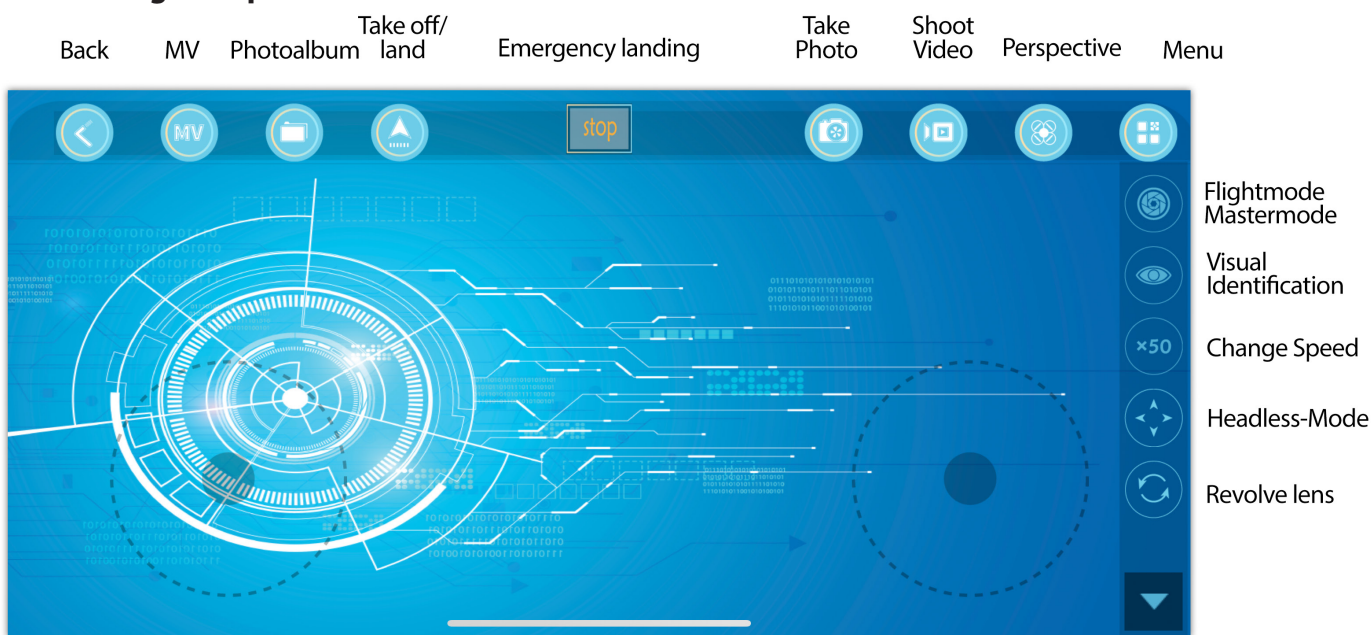 Back
MV
Photoalbum
Take off/
land
Emergency landing
Take
Photo
Shoot
Video
Perspective
Menu
MV
stop
Flightmode
Mastermode
Visual
Identification
×50
Change Speed
Headless-Mode
Revolve lens